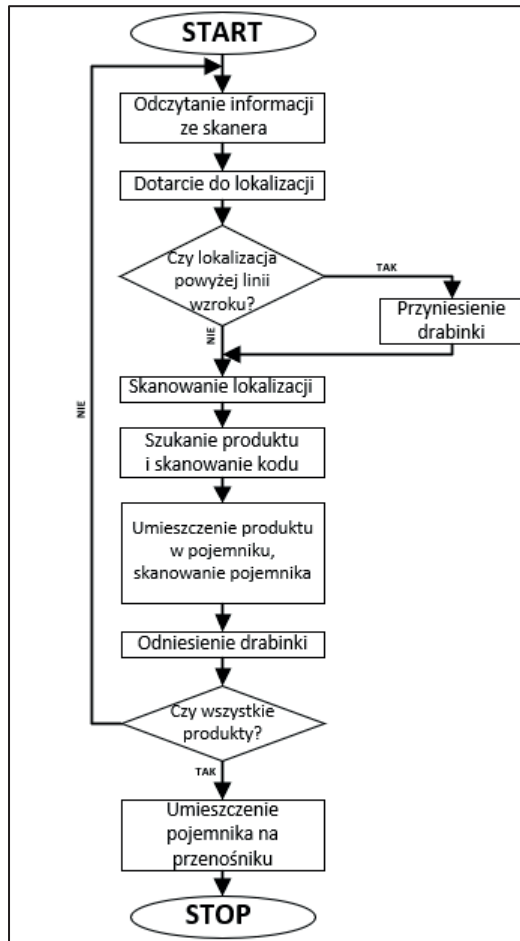 START
Odczytanie informacji
ze skanera
Dotarcie do lokalizacji
Czy lokalizacja
powyżej linii
wzroku?
TAK
Przyniesienie
drabinki
NIE
Skanowanie lokalizacji
NIE
Szukanie produktu
i skanowanie kodu
Umieszczenie produktu
w pojemniku,
skanowanie pojemnika
Odniesienie drabinki
Czy wszystkie
produkty?
TAK
Umieszczenie
pojemnika na
przenośniku
STOP